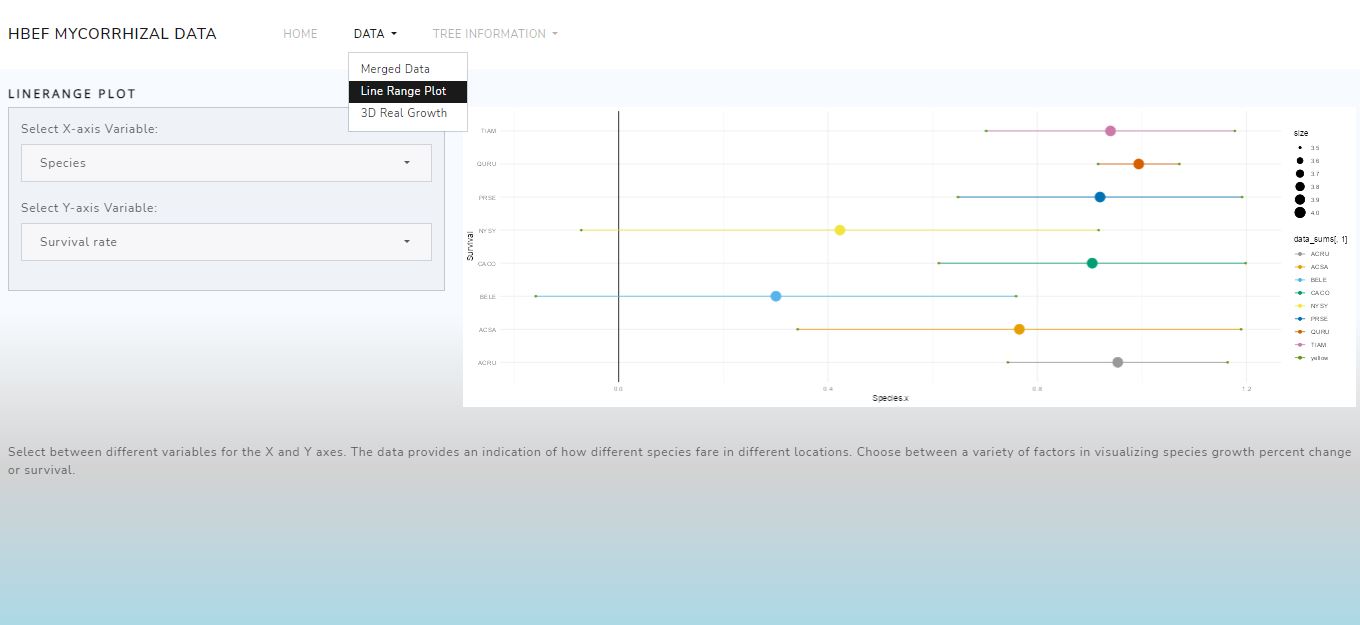 HBEF MYCORRHIZAL DATA
HOME
DATA
TREE INFORMATION
Merged Data
Line Range Plot
3D Real Growth
LINERANGE PLOT
Select X-axis Variable:
Species
Select Y-axis Variable:
Survival rate
Survival
TIAM
QURU
PRSE
NYSY
CACO
BELE
ACSA
ACRU
0.0
0.4
0.8
1.2
Species.x
size
3.5
3.6
3.7
3.8
3.9
4.0
data_sums[, 1]
ACRU
ACSA
BELE
CACO
NYSY
PRSE
QURU
TIAM
yellow
Select between different variables for the X and Y axes. The data provides an indication of how different species fare in different locations. Choose between a variety of factors in visualizing species growth percent change
or survival.